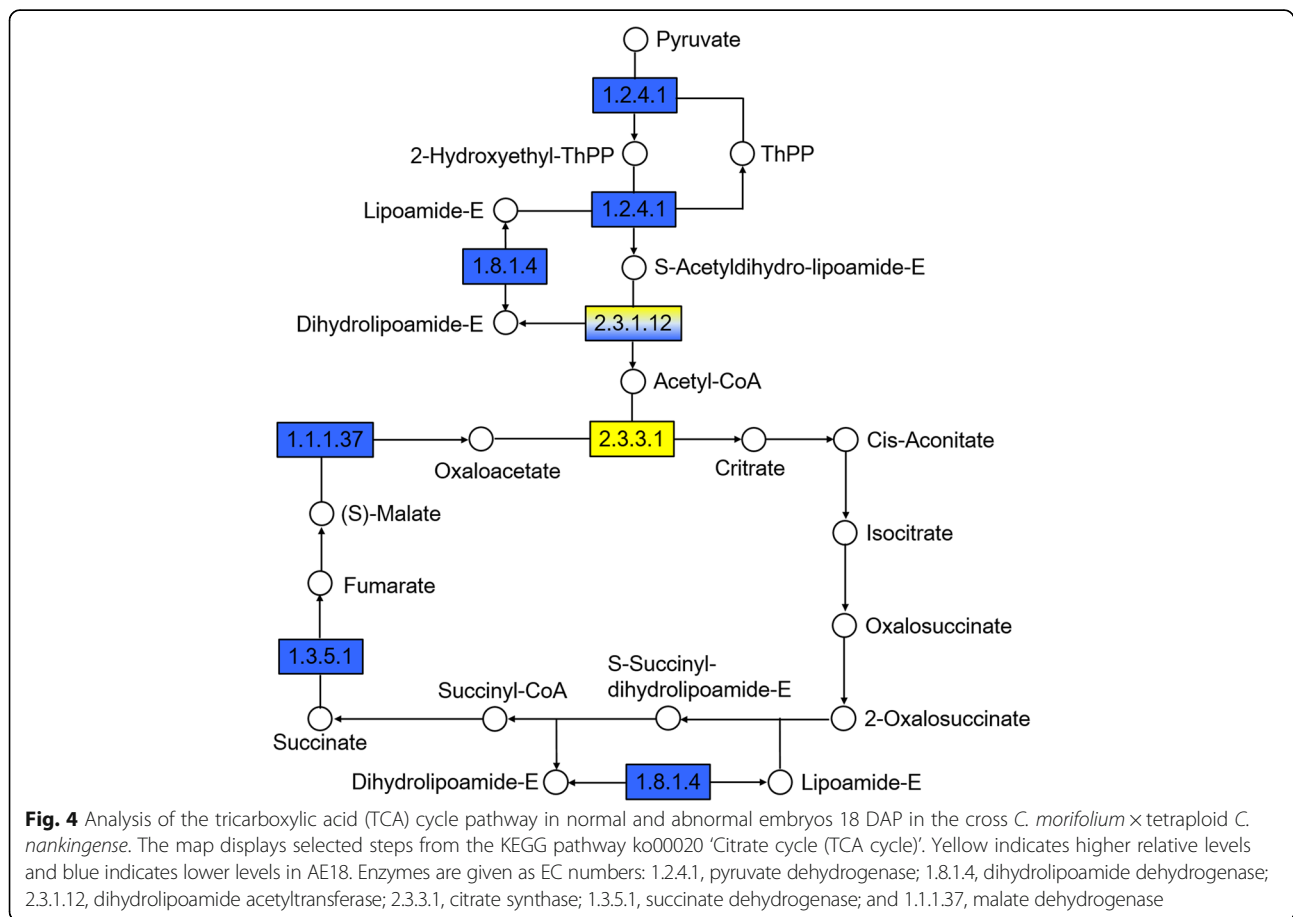 Pyruvate
1.2.4.1
2-Hydroxyethyl-ThPP
ThPP
Lipoamide-E
1.2.4.1
1.8.1.4
S-Acetyldihydro-lipoamide-E
Dihydrolipoamide-E
2.3.1.12
Acetyl-CoA
1.1.1.37
Oxaloacetate
2.3.3.1
Critrate
Cis-Aconitate
(S)-Malate
Isocitrate
Fumarate
Oxalosuccinate
1.3.5.1
S-Succinyl-
dihydrolipoamide-E
Succinyl-CoA
2-Oxalosuccinate
Succinate
Dihydrolipoamide-E
1.8.1.4
Lipoamide-E
Fig. 4 Analysis of the tricarboxylic acid (TCA) cycle pathway in normal and abnormal embryos 18 DAP in the cross C. morifolium × tetraploid C.
nankingense. The map displays selected steps from the KEGG pathway ko00020 ‘Citrate cycle (TCA cycle)’. Yellow indicates higher relative levels
and blue indicates lower levels in AE18. Enzymes are given as EC numbers: 1.2.4.1, pyruvate dehydrogenase; 1.8.1.4, dihydrolipoamide dehydrogenase;
2.3.1.12, dihydrolipoamide acetyltransferase; 2.3.3.1, citrate synthase; 1.3.5.1, succinate dehydrogenase; and 1.1.1.37, malate dehydrogenase